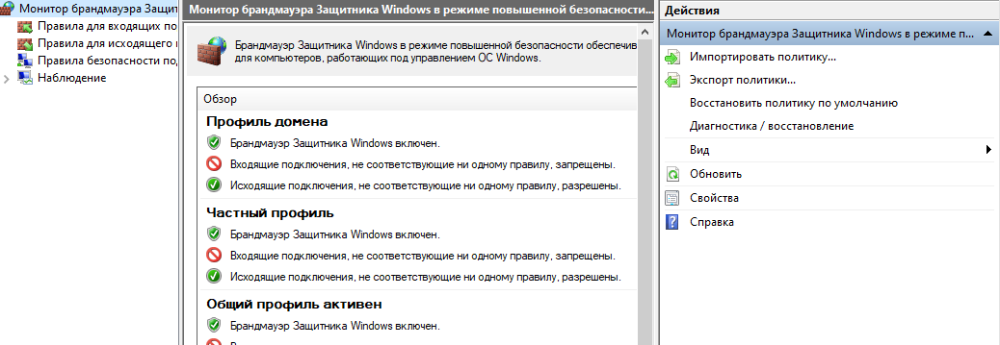 Монитор брандмауэра Защит
Правила для входящих по
Правила для исходящего
Правила безопасности по
Наблюдение
Монитор брандмауэра Защитника Windows в режиме повышенной безопасности...
Брандмауэр Защитника Windows в режиме повышенной безопасности обеспечив
для компьютеров, работающих под управлением ОС Windows.
Обзор
Профиль домена
Брандмауэр Защитника Windows включен.
Входящие подключения, не соответствующие ни одному правилу, запрещены.
Исходящие подключения, не соответствующие ни одному правилу, разрешены.
Частный профиль
Брандмауэр Защитника Windows включен.
Входящие подключения, не соответствующие ни одному правилу, запрещены.
Исходящие подключения, не соответствующие ни одному правилу, разрешены.
Общий профиль активен
Брандмауэр Защитника Windows включен.
Действия
Монитор брандмауэра Защитника Windows в режиме п...
Импортировать политику...
Экспорт политики...
Восстановить политику по умолчанию
Диагностика / восстановление
Вид
Обновить
Свойства
Справка